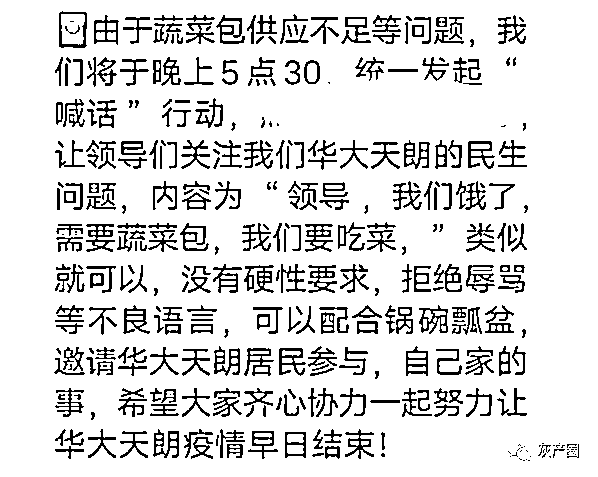 由于蔬菜包供应不足等问题，我
们将于晚上5点30 统一发起“
喊话”行动，
让领导们关注我们华大天朗的民生
问题，内容为“领导，我们饿了，
需要蔬菜包，我们要吃菜，”类似
就可以，没有硬性要求，拒绝辱骂
等不良语言，可以配合锅碗瓢盆，
邀请华大天朗居民参与，自己家的
事，希望大家齐心协力一起努力让
华大天朗疫情早日结束！
灰产圈